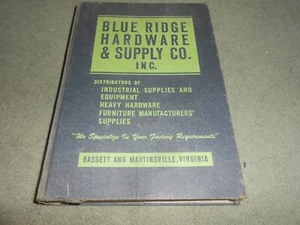 BLUE RIDGE
HARDWARE
& SUPPLY CO.
INC.
DISTRIBUTORS OF
INDUSTRIAL SUPPLIES AND
EQUIPMENT
HEAVY HARDWARE
FURNITURE MANUFACTURERS'
SUPPLIES
"We Specialize In Your Factory Requirements"
BASSETT AND MARTINSVILLE, VIRGINIA